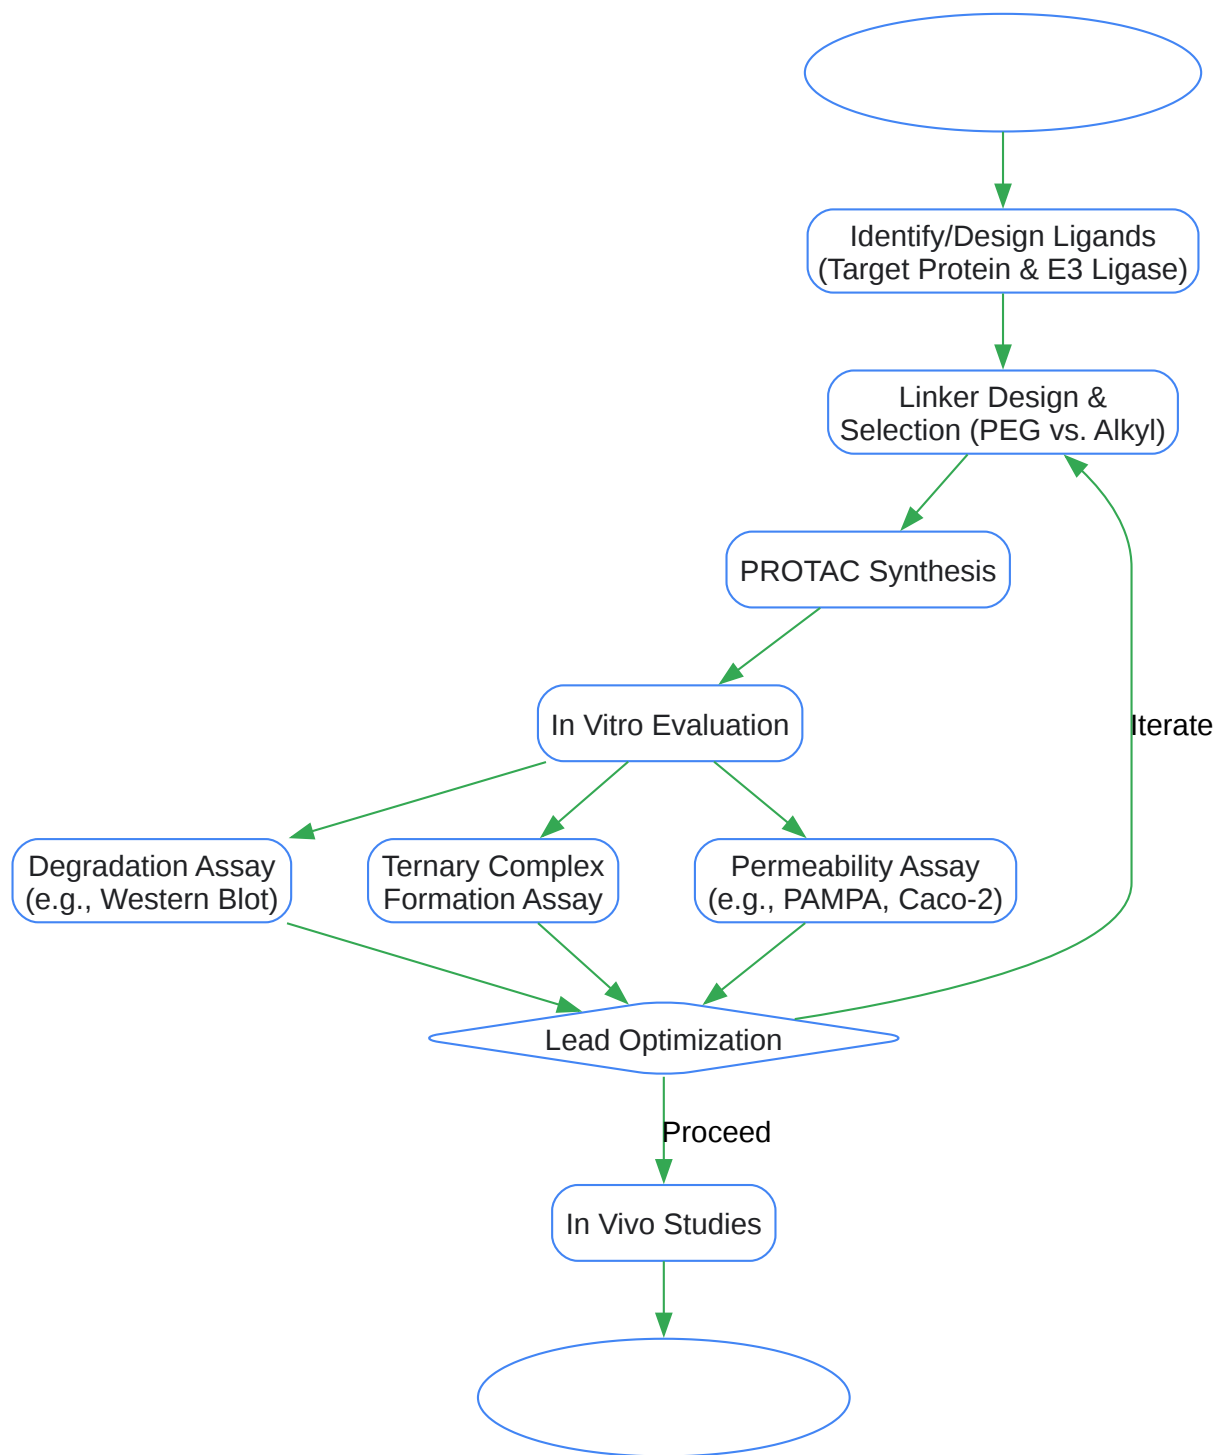 Identify/Design Ligands
(Target Protein & E3 Ligase)
Linker Design &
Selection (PEG vs. Alkyl)
PROTAC Synthesis
In Vitro Evaluation
Iterate
Degradation Assay
(e.g., Western Blot)
Ternary Complex
Formation Assay
Permeability Assay
(e.g., PAMPA, Caco-2)
Lead Optimization
Proceed
In Vivo Studies